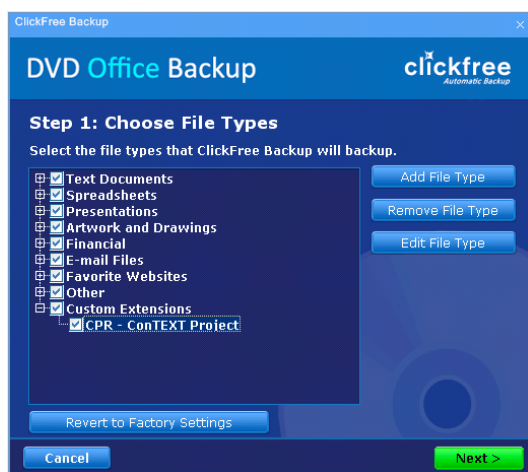 ClickFree Backup
DVD Office Backup
clickfree
Automatic Backup
Step 1: Choose File Types
Select the file types that ClickFree Backup will backup.
Text Documents
Spreadsheets
Presentations
Artwork and Drawings
Financial
E-mail Files
Favorite Websites
Other
Custom Extensions
CPR - ConTEXT Project
Add File Type
Remove File Type
Edit File Type
Revert to Factory Settings
Cancel
Next >